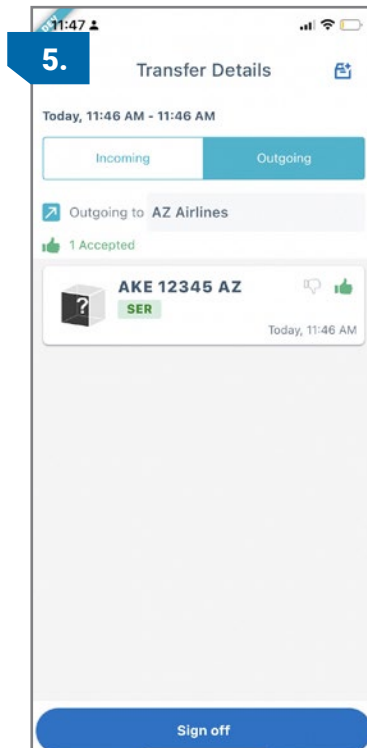 11:47
5.
Transfer Details
Today, 11:46 AM - 11:46 AM
Incoming
Outgoing
Outgoing to AZ Airlines
1 Accepted
AKE 12345 AZ
?
SER
Today, 11:46 AM
Sign off